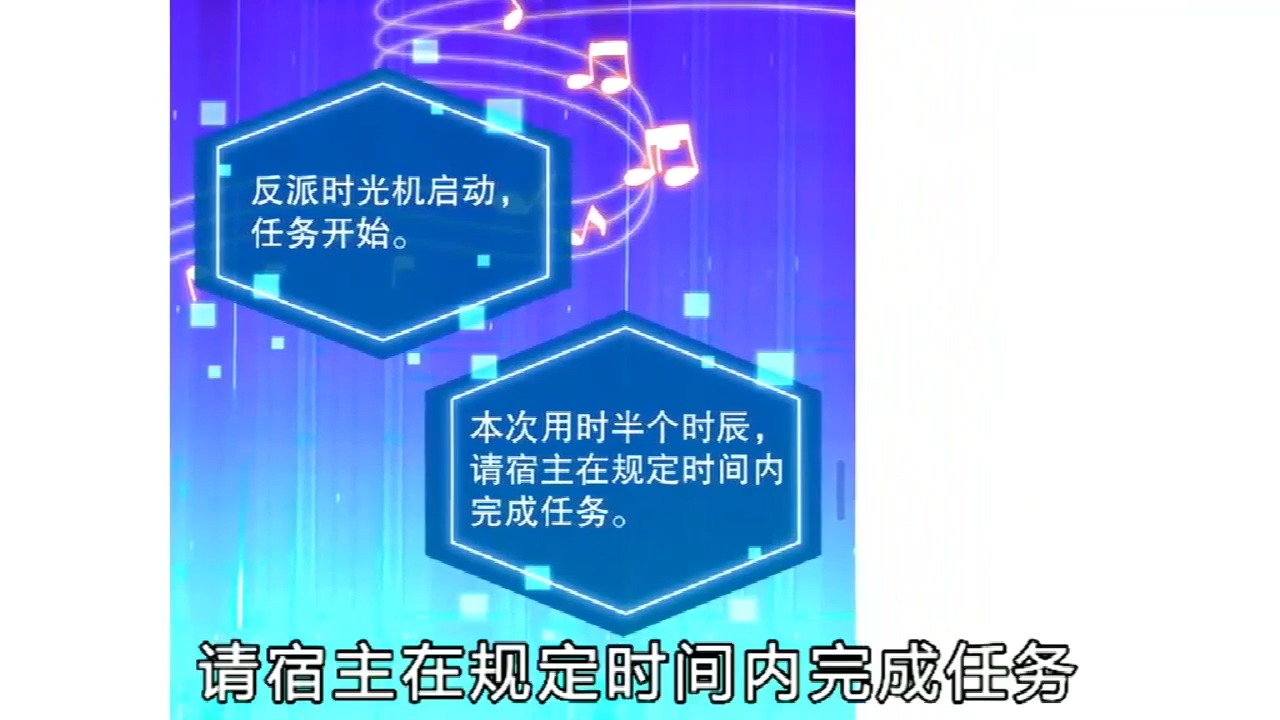 反派时光机启动，
任务开始。
本次用时半个时辰，
请宿主在规定时间内
完成任务。
请宿主在规定时间内完成任务